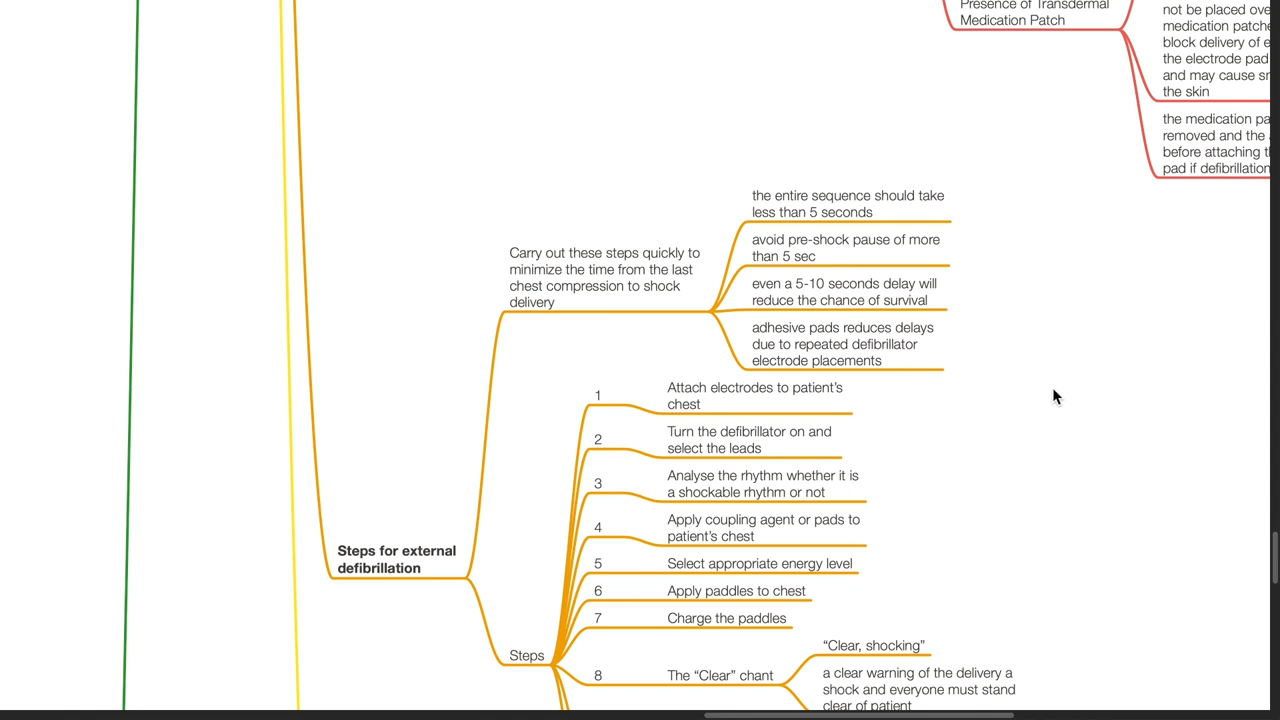 Presence of Transdermal
Medication Patch
not be placed ove
medication patche
block delivery of e
the electrode pad
and may cause sr
the skin
the medication pa
removed and the
before attaching t
pad if defibrillation
the entire sequence should take
less than 5 seconds
avoid pre-shock pause of more
than 5 sec
Carry out these steps quickly to
minimize the time from the last
chest compression to shock
delivery
even a 5-10 seconds delay will
reduce the chance of survival
adhesive pads reduces delays
due to repeated defibrillator
electrode placements
Steps for external
defibrillation
Steps
1
Attach electrodes to patient's
chest
2
Turn the defibrillator on and
select the leads
3
Analyse the rhythm whether it is
a shockable rhythm or not
4
Apply coupling agent or pads to
patient's chest
5
Select appropriate energy level
6
Apply paddles to chest
7
Charge the paddles
8
The “Clear” chant
“Clear, shocking”
a clear warning of the delivery a
shock and everyone must stand
clear of patient